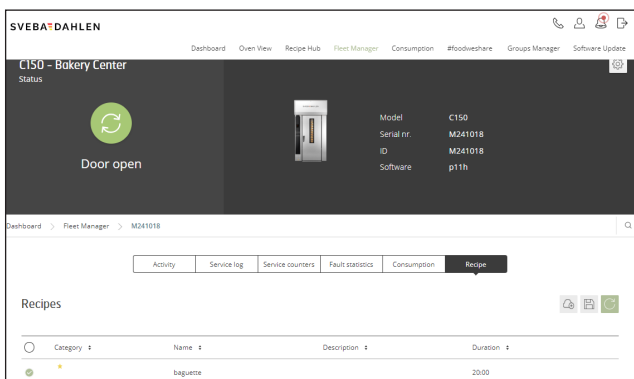 SVEBA DAHLEN
Dashboard Oven View Recipe Hub Fleet Manager Consumption #foodweshare Groups Manager Software Update
C150 - Bakery Center
Status
Door open
Model C150
Serial nr. M241018
ID M241018
Software p11h
Dashboard > Fleet Manager > M241018
Activity Service log Service counters Fault statistics Consumption Recipe
Recipes
Category Name Description Duration
baguette 20:00